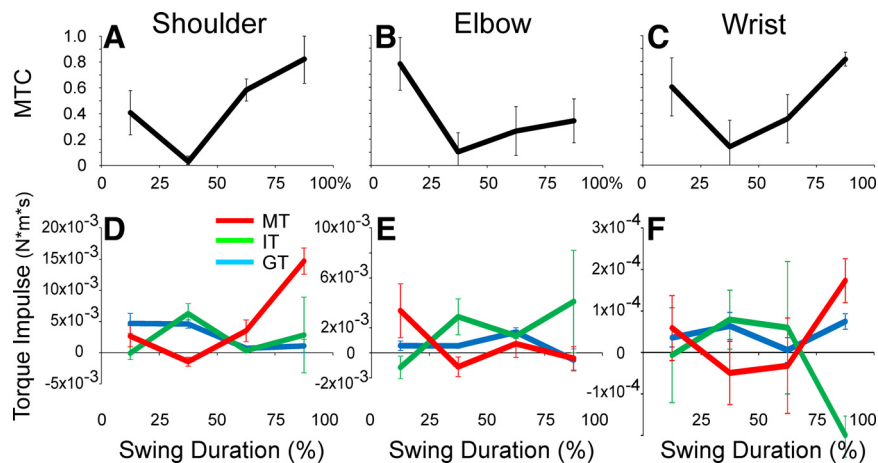 A Shoulder
B Elbow
C Wrist
MTC
1.0
0.8
0.6
0.4
0.2
0
0 25 50 75 100%
0 25 50 75 100%
0 25 50 75 100%
D
E
F
Torque Impulse (N*m*s)
20x10-3
15x10-3
10x10-3
5x10-3
0
-5x10-3
MT
IT
GT
10x10-3
6x10-3
2x10-3
0
-2x10-3
3x10-4
2x10-4
1x10-4
0
-1x10-4
0 25 50 75 100
0 25 50 75 100
0 25 50 75 100
Swing Duration (%)
Swing Duration (%)
Swing Duration (%)